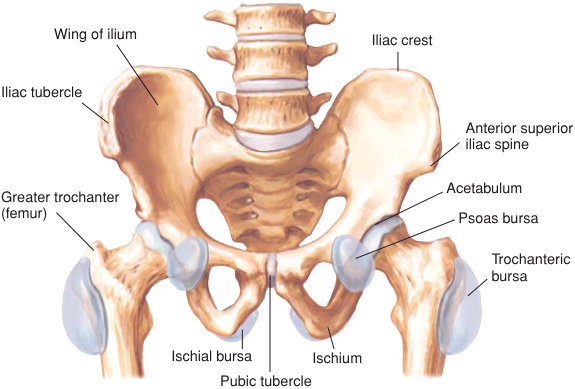 Wing of ilium
Iliac crest
Iliac tubercle
Anterior superior
iliac spine
Acetabulum
Greater trochanter
(femur)
Psoas bursa
Trochanteric
bursa
Ischial bursa
Ischium
Pubic tubercle